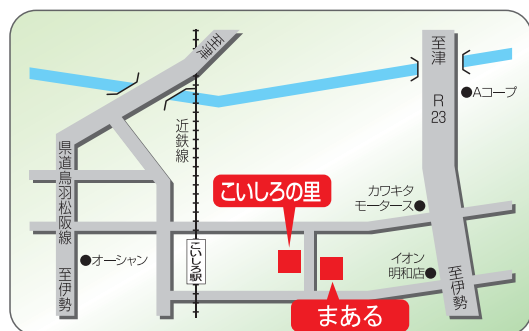 至津
至津
R
23
Aコープ
近鉄線
県道鳥羽松阪線
こいしろの里
カワキタ
モータース
こいしろ駅
オーシャン
イオン
明和店
至伊勢
至伊勢
まある